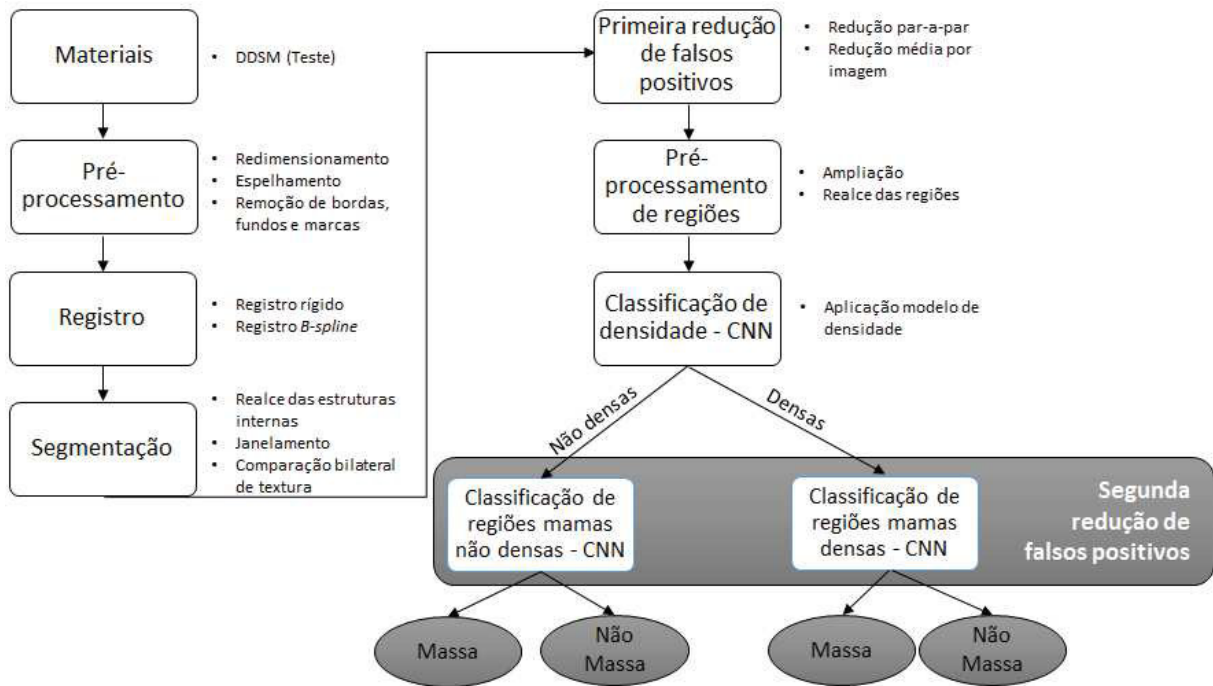 Materiais
• DDSM (Teste)
Pré-
processamento
• Redimensionamento
• Espelhamento
• Remoção de bordas,
fundos e marcas
Registro
• Registro rígido
• Registro B-spline
Segmentação
• Realce das estruturas
internas
• Janelamento
• Comparação bilateral
de textura
Primeira redução
de falsos
positivos
• Redução par-a-par
• Redução média por
imagem
Pré-
processamento
de regiões
• Ampliação
• Realce das regiões
Classificação de
densidade - CNN
• Aplicação modelo de
densidade
Não densas
Densas
Classificação de
regiões mamas
não densas - CNN
Classificação de
regiões mamas
densas - CNN
Segunda
redução de
falsos positivos
Massa
Não
Massa
Massa
Não
Massa